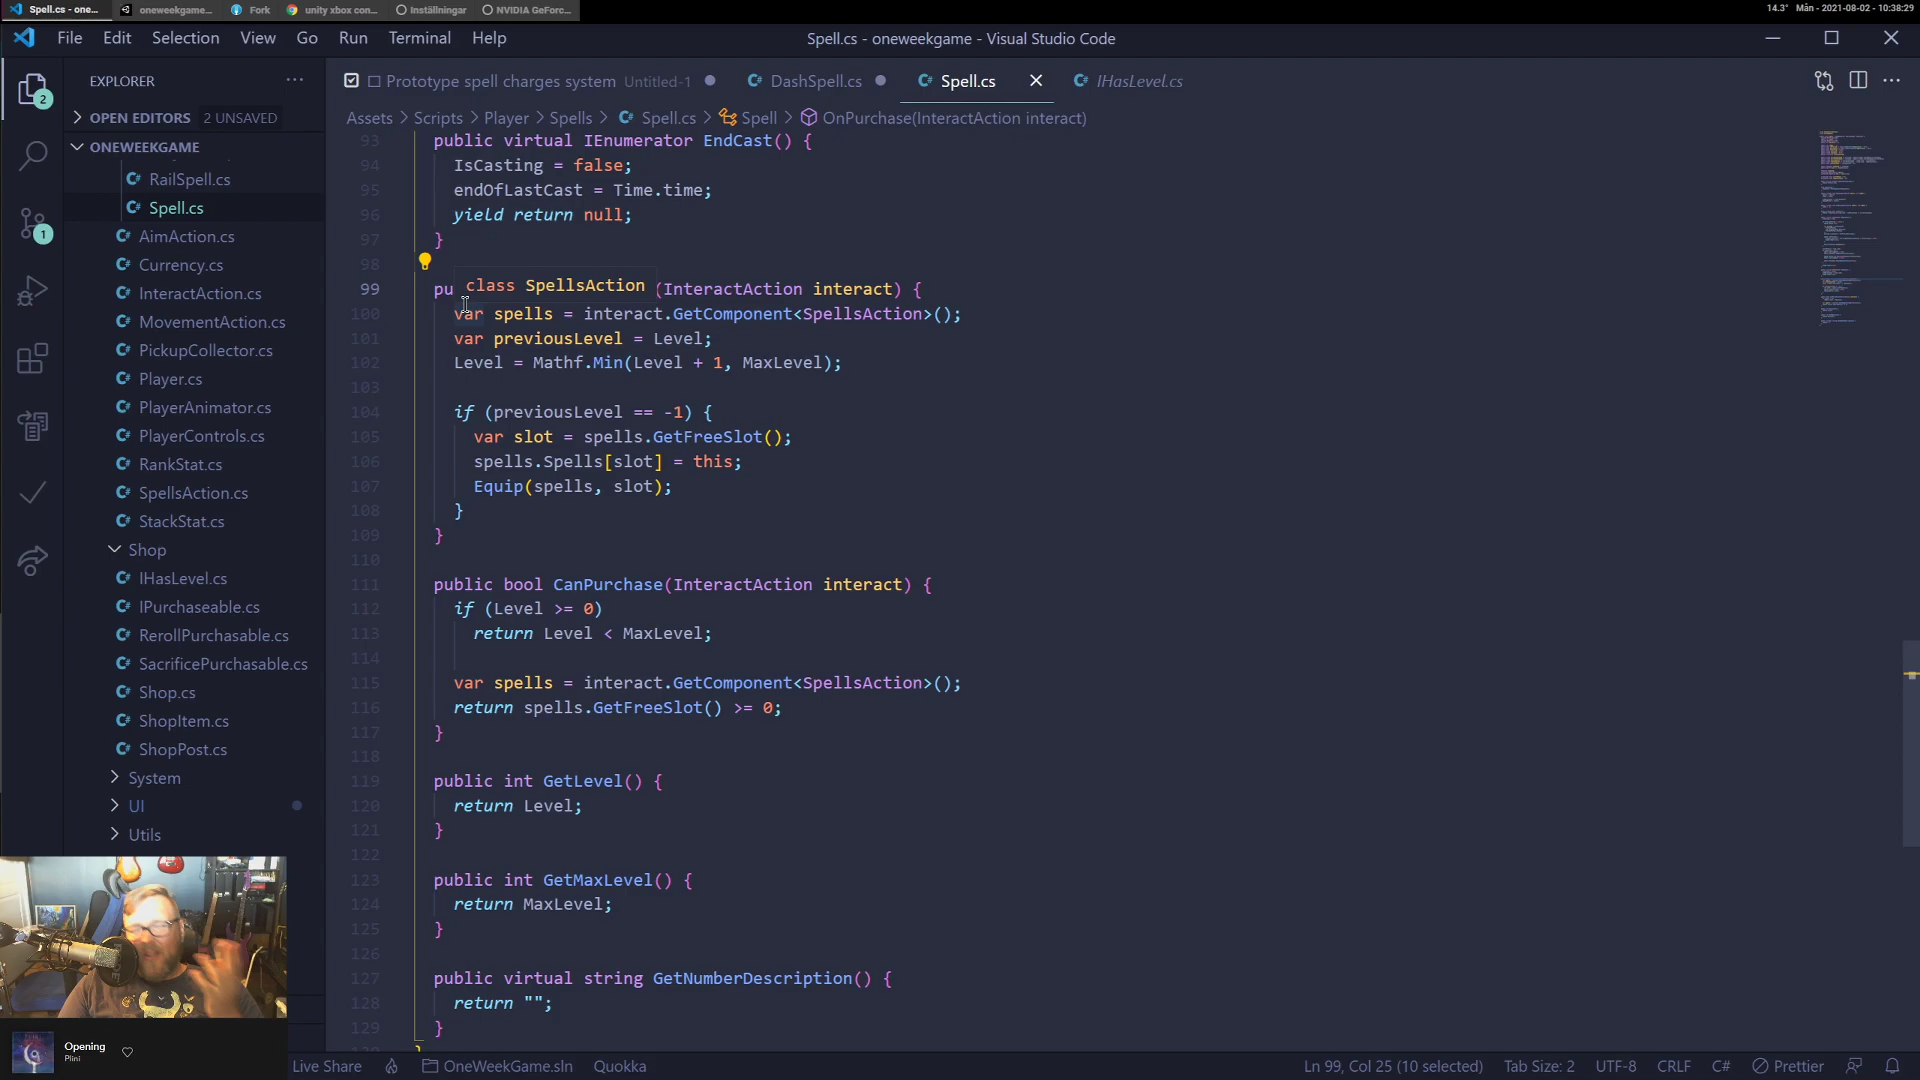 Spell.cs - one...
oneweekgame...
Fork
unity xbox con...
Inställningar
NVIDIA GeForc...
14.3° Mån - 2021-08-02 - 10:38:29
File Edit Selection View Go Run Terminal Help
Spell.cs - oneweekgame - Visual Studio Code
EXPLORER
Prototype spell charges system Untitled-1
DashSpell.cs
Spell.cs
IHasLevel.cs
OPEN EDITORS 2 UNSAVED
Assets > Scripts > Player > Spells > Spell.cs > Spell > OnPurchase(InteractAction interact)
ONEWEEKGAME
RailSpell.cs
Spell.cs
AimAction.cs
Currency.cs
InteractAction.cs
MovementAction.cs
PickupCollector.cs
Player.cs
PlayerAnimator.cs
PlayerControls.cs
RankStat.cs
SpellsAction.cs
StackStat.cs
Shop
IHasLevel.cs
IPurchaseable.cs
RerollPurchasable.cs
SacrificePurchasable.cs
Shop.cs
ShopItem.cs
ShopPost.cs
System
UI
Utils
2
1
93 public virtual IEnumerator EndCast() {
94 IsCasting = false;
95 endOfLastCast = Time.time;
96 yield return null;
97 }
98
class SpellsAction
99 pu (InteractAction interact) {
100 var spells = interact.GetComponent<SpellsAction>();
101 var previousLevel = Level;
102 Level = Mathf.Min(Level + 1, MaxLevel);
103
104 if (previousLevel == -1) {
105 var slot = spells.GetFreeSlot();
106 spells.Spells[slot] = this;
107 Equip(spells, slot);
108 }
109 }
110
111 public bool CanPurchase(InteractAction interact) {
112 if (Level >= 0)
113 return Level < MaxLevel;
114
115 var spells = interact.GetComponent<SpellsAction>();
116 return spells.GetFreeSlot() >= 0;
117 }
118
119 public int GetLevel() {
120 return Level;
121 }
122
123 public int GetMaxLevel() {
124 return MaxLevel;
125 }
126
127 public virtual string GetNumberDescription() {
128 return "";
129 }
Opening
Plini
Live Share
OneWeekGame.sln
Quokka
Ln 99, Col 25 (10 selected)
Tab Size: 2
UTF-8
CRLF
C#
Prettier